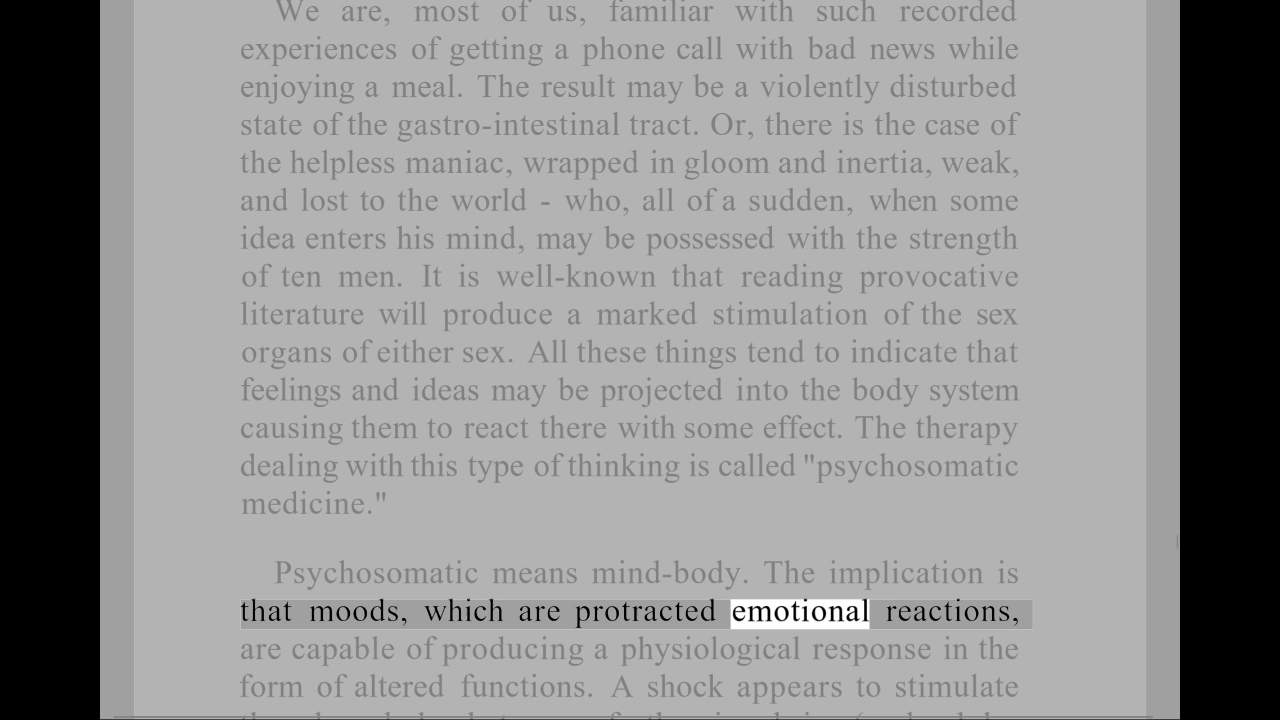 We are, most of us, familiar with such recorded
experiences of getting a phone call with bad news while
enjoying a meal. The result may be a violently disturbed
state of the gastro-intestinal tract. Or, there is the case of
the helpless maniac, wrapped in gloom and inertia, weak,
and lost to the world - who, all of a sudden, when some
idea enters his mind, may be possessed with the strength
of ten men. It is well-known that reading provocative
literature will produce a marked stimulation of the sex
organs of either sex. All these things tend to indicate that
feelings and ideas may be projected into the body system
causing them to react there with some effect. The therapy
dealing with this type of thinking is called "psychosomatic
medicine."
Psychosomatic means mind-body. The implication is
that moods, which are protracted emotional reactions,
are capable of producing a physiological response in the
form of altered functions. A shock appears to stimulate